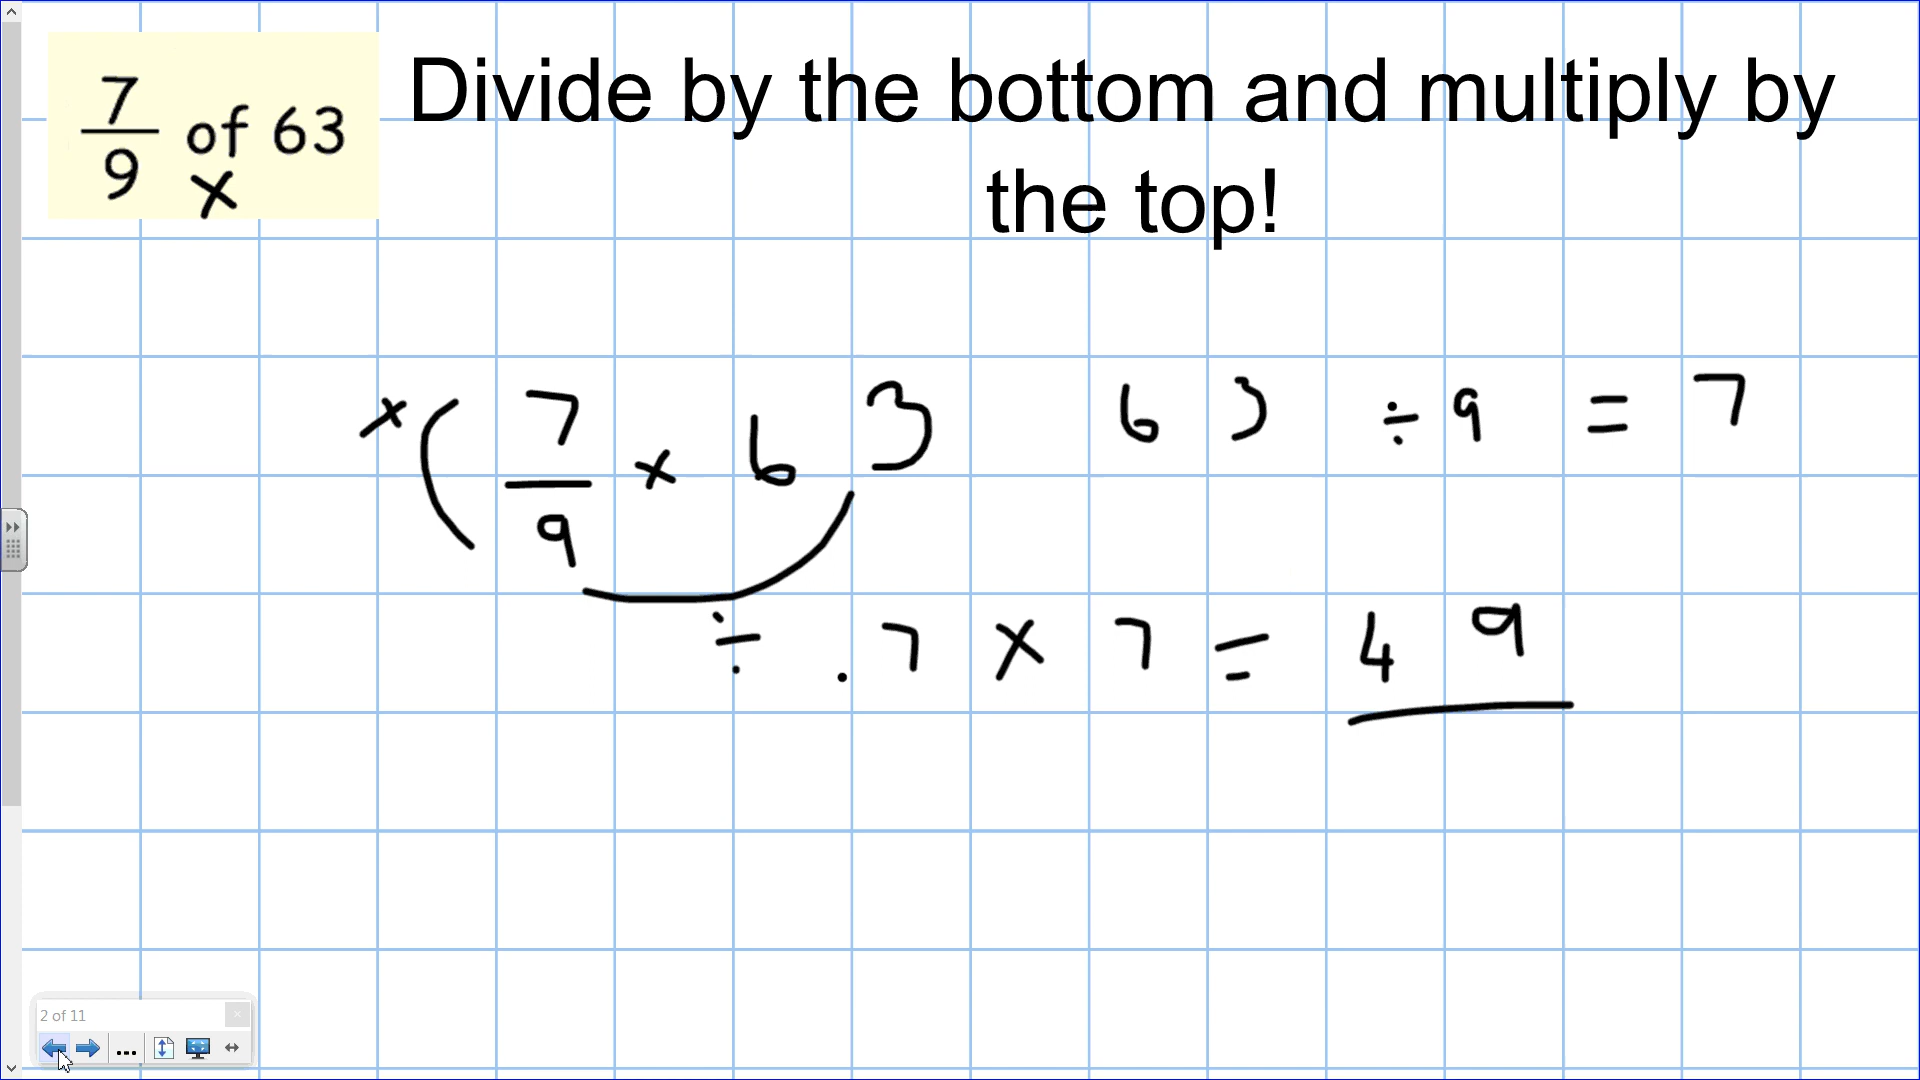 7/9 of 63
×
Divide by the bottom and multiply by
the top!
× ( 7/9 × 63
63 ÷ 9 = 7
÷ . 7 × 7 = 49
2 of 11